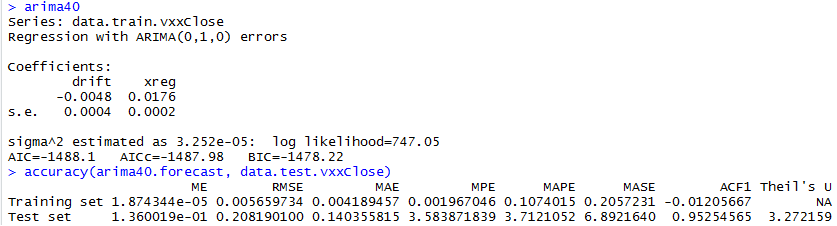 > arima40
Series: data.train.vxxClose
Regression with ARIMA(0,1,0) errors
Coefficients:
drift xreg
-0.0048 0.0176
s.e. 0.0004 0.0002
sigma^2 estimated as 3.252e-05: log likelihood=747.05
AIC=-1488.1 AICc=-1487.98 BIC=-1478.22
> accuracy(arima40.forecast, data.test.vxxClose)
ME RMSE MAE MPE MAPE MASE ACF1 Theil's U
Training set 1.874344e-05 0.005659734 0.004189457 0.001967046 0.1074015 0.2057231 -0.01205667 NA
Test set 1.360019e-01 0.208190100 0.140355815 3.583871839 3.7121052 6.8921640 0.95254565 3.272159